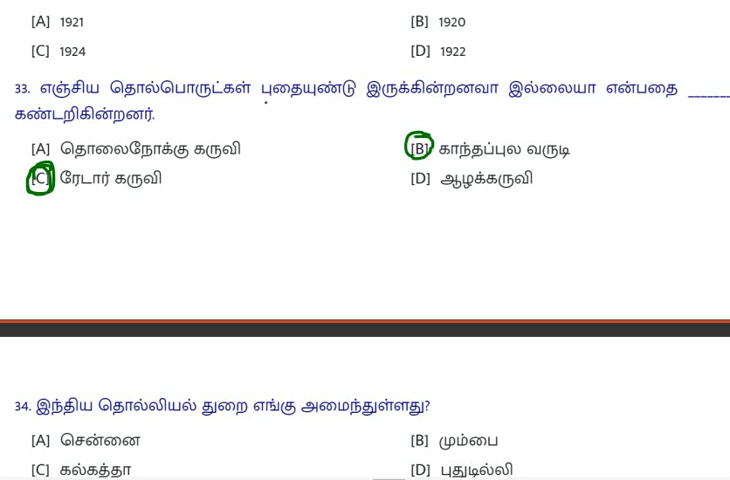 [A] 1921 [B] 1920
[C] 1924 [D] 1922
33. எஞ்சிய தொல்பொருட்கள் புதையுண்டு இருக்கின்றனவா இல்லையா என்பதை ______
கண்டறிகின்றனர்.
[A] தொலைநோக்கு கருவி [B] காந்தப்புல வருடி
[C] ரேடார் கருவி [D] ஆழக்கருவி
34. இந்திய தொல்லியல் துறை எங்கு அமைந்துள்ளது?
[A] சென்னை [B] மும்பை
[C] கல்கத்தா [D] புதுடில்லி